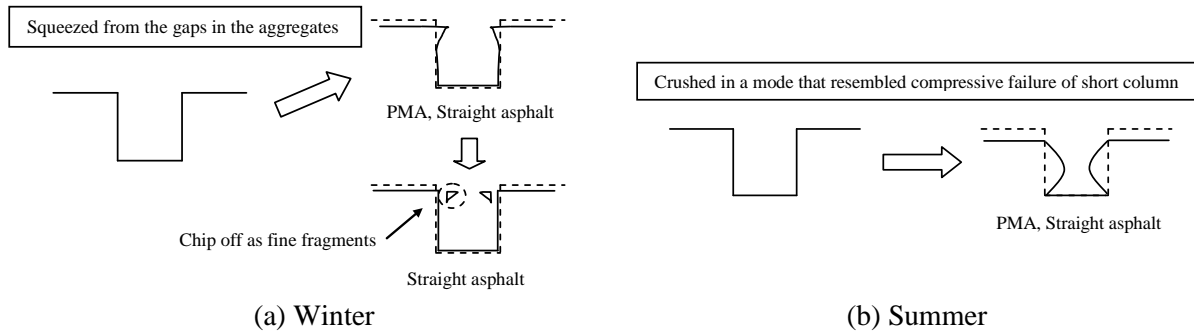 Squeezed from the gaps in the aggregates
PMA, Straight asphalt
Chip off as fine fragments
Straight asphalt
(a) Winter
Crushed in a mode that resembled compressive failure of short column
PMA, Straight asphalt
(b) Summer